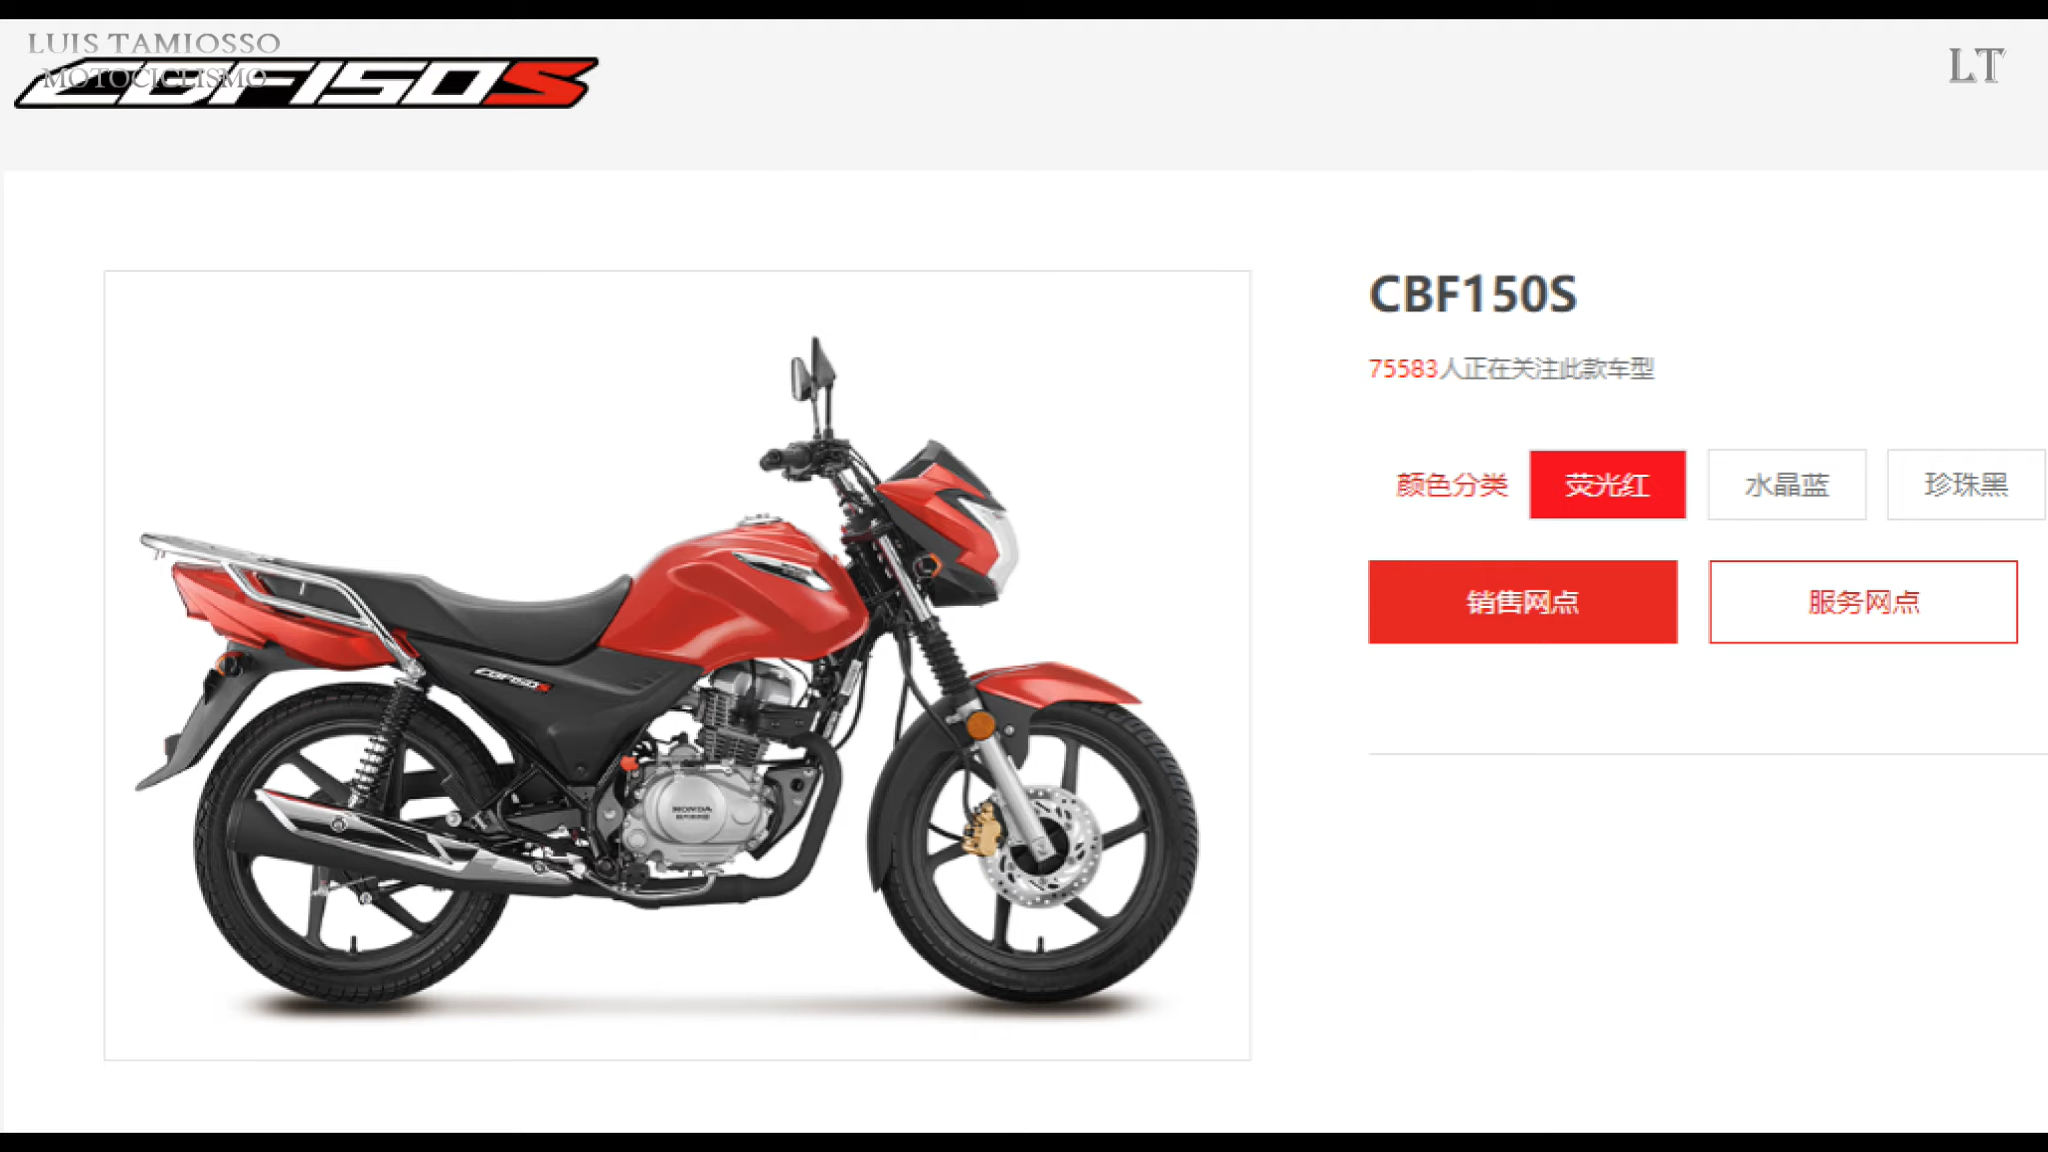 LUIS TAMIOSSO
MOTOCICLISMO
CBF150S
LT
CBF150S
75583人正在关注此款车型
颜色分类 荧光红 水晶蓝 珍珠黑
销售网点 服务网点
CBF150S
HONDA